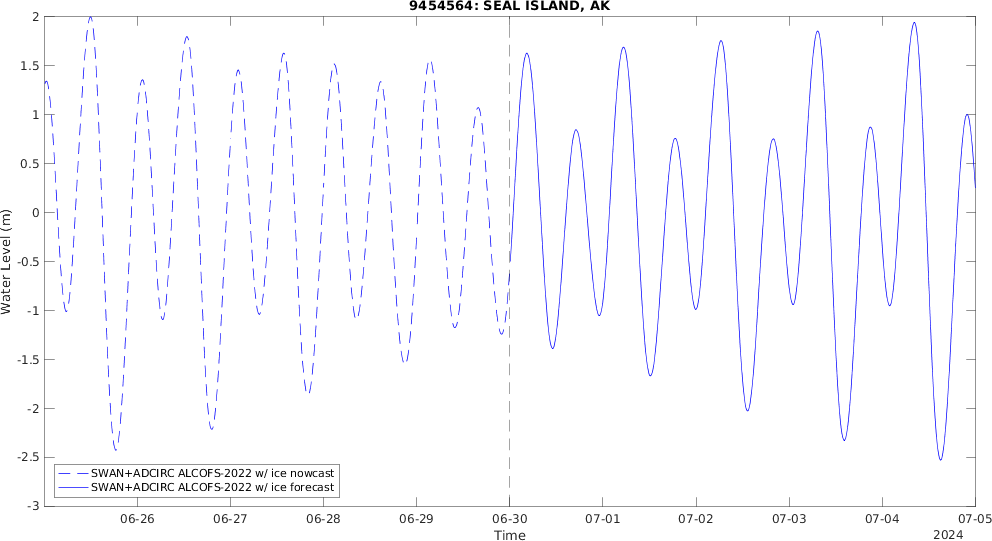 9454564: SEAL ISLAND, AK
Water Level (m)
2
1.5
1
0.5
0
-0.5
-1
-1.5
-2
-2.5
-3
SWAN+ADCIRC ALCOFS-2022 w/ ice nowcast
SWAN+ADCIRC ALCOFS-2022 w/ ice forecast
06-26 06-27 06-28 06-29 06-30 07-01 07-02 07-03 07-04 07-05
Time
2024